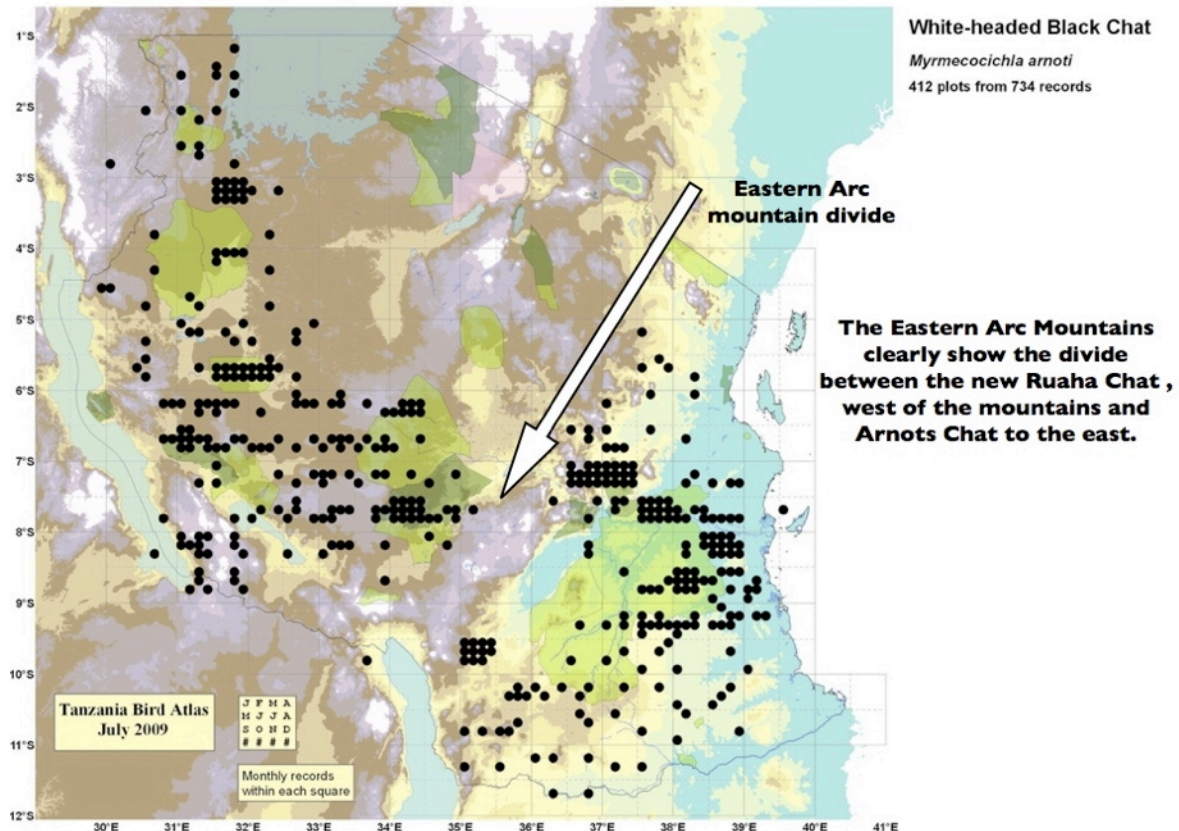 White-headed Black Chat
Myrmecocichla arnoti
412 plots from 734 records
1°S
2°S
3°S
4°S
5°S
6°S
7°S
8°S
9°S
10°S
11°S
12°S
Eastern Arc
mountain divide
The Eastern Arc Mountains
clearly show the divide
between the new Ruaha Chat ,
west of the mountains and
Arnots Chat to the east.
Tanzania Bird Atlas
July 2009
J F M A
M J J A
S O N D
# # # #
Monthly records
within each square
30°E 31°E 32°E 33°E 34°E 35°E 36°E 37°E 38°E 39°E 40°E 41°E